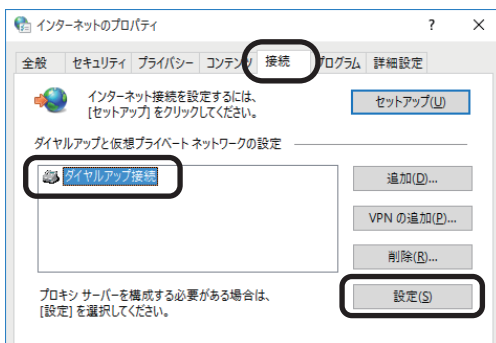 インターネットのプロパティ ? ×
全般 セキュリティ プライバシー コンテンツ 接続 プログラム 詳細設定
インターネット接続を設定するには、
[セットアップ] をクリックしてください。
セットアップ(U)
ダイヤルアップと仮想プライベート ネットワークの設定
ダイヤルアップ接続
追加(D)...
VPN の追加(P)...
削除(R)...
プロキシ サーバーを構成する必要がある場合は、
[設定] を選択してください。
設定(S)